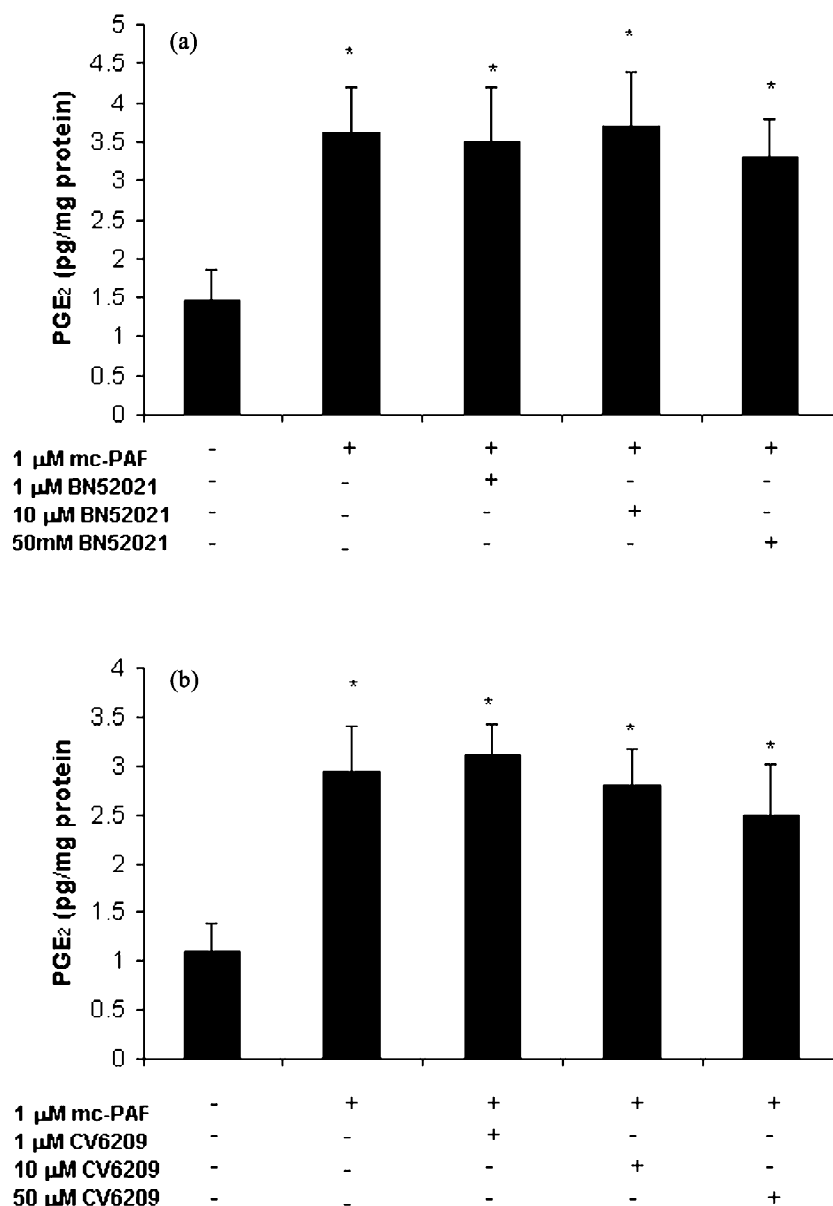 (a)
PGE2 (pg/mg protein)
5
4.5
4
3.5
3
2.5
2
1.5
1
0.5
0
* * * *
1 µM mc-PAF - + + + +
1 µM BN52021 - - + - -
10 µM BN52021 - - - + -
50mM BN52021 - - - - +
(b)
PGE2 (pg/mg protein
4
3.5
3
2.5
2
1.5
1
0.5
0
* * * *
1 µM mc-PAF - + + + +
1 µM CV6209 - - + - -
10 µM CV6209 - - - + -
50 µM CV6209 - - - - +